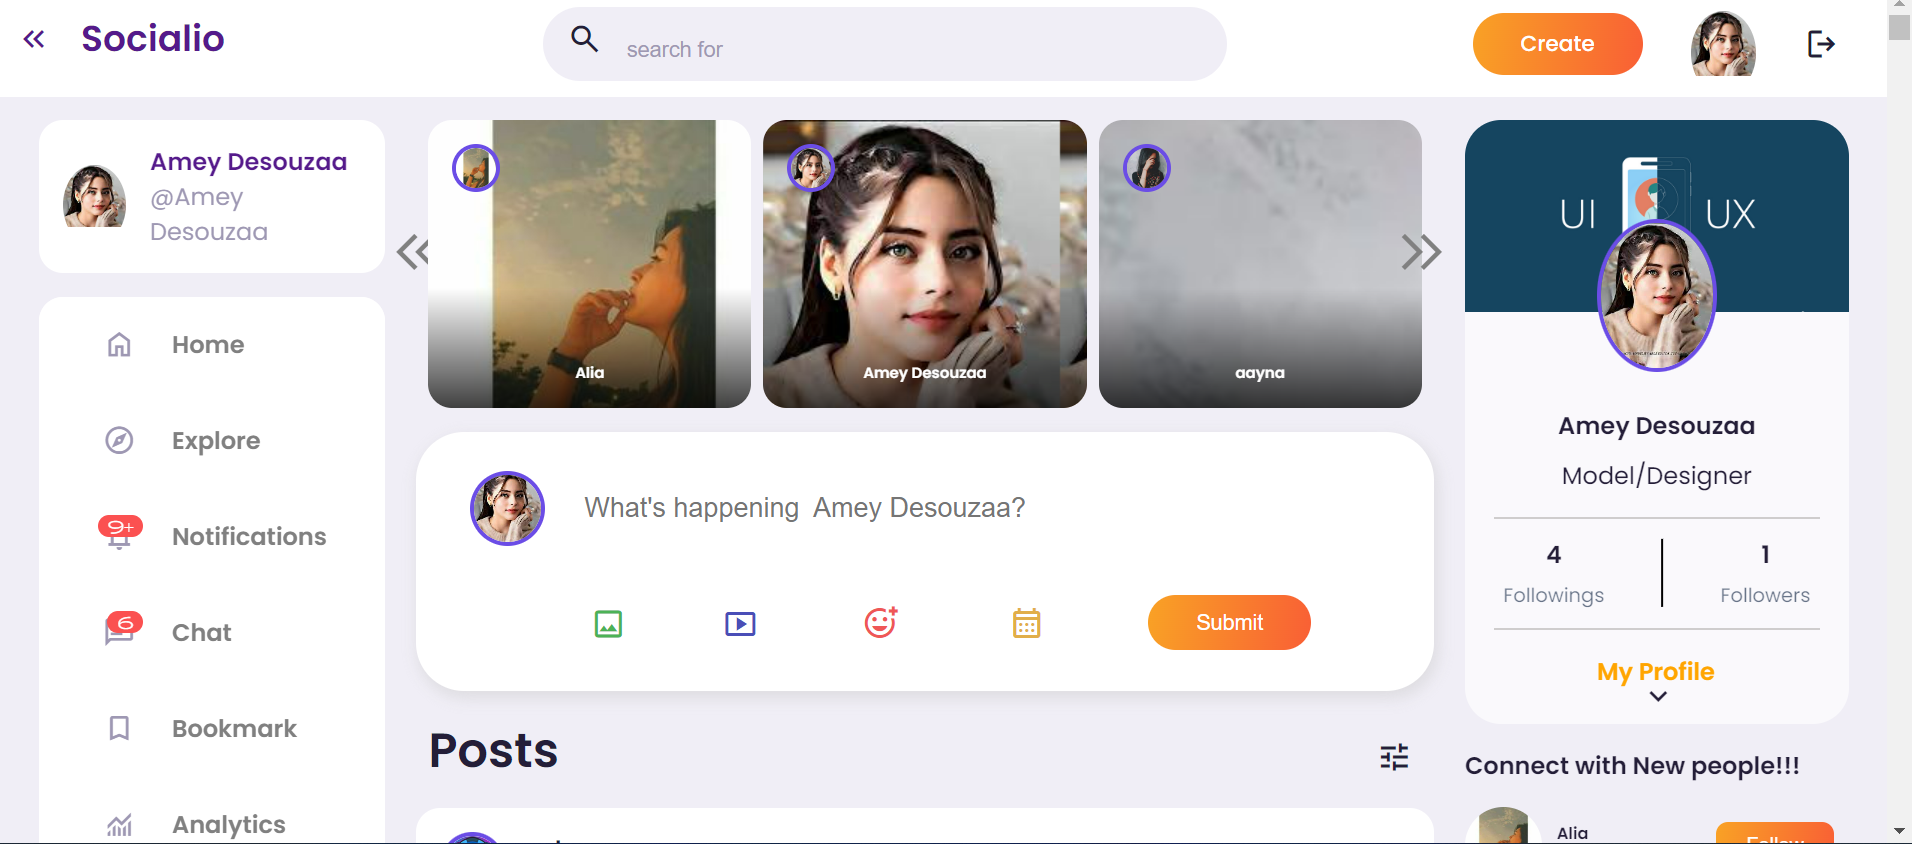 Socialio
search for
Create
Amey Desouzaa
@Amey
Desouzaa
Home
Explore
9+
Notifications
6
Chat
Bookmark
Analytics
Alia
Amey Desouzaa
aayna
What's happening  Amey Desouzaa?
Submit
Posts
UI UX
Amey Desouzaa
Model/Designer
4
Followings
1
Followers
My Profile
Connect with New people!!!
Alia
Follow